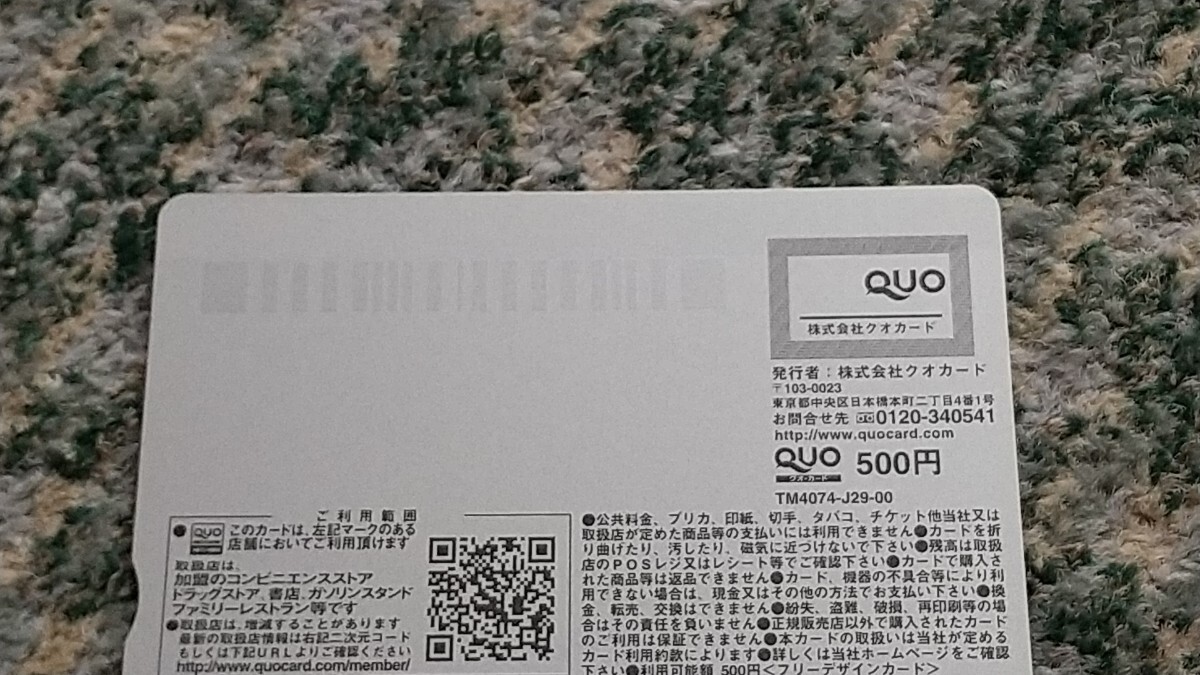 QUO
株式会社クオカード
発行者：株式会社クオカード
〒103-0023
東京都中央区日本橋本町二丁目4番1号
お問合せ先 0120-340541
http://www.quocard.com
QUO 500円
クオ・カード
TM4074-J29-00
ご利用範囲
●QUO このカードは、左記マークのある
店舗においてご利用頂けます
取扱店は、
加盟のコンビニエンスストア
ドラッグストア、書店、ガソリンスタンド
ファミリーレストラン等です
●取扱店は、増減することがあります
最新の取扱店情報は右記二次元コード
もしくは下記URLよりご確認ください
http://www.quocard.com/member/
●公共料金、プリカ、印紙、切手、タバコ、チケット他当社又は
取扱店が定めた商品等の支払いには利用できません●カードを折
り曲げたり、汚したり、磁気に近づけないで下さい●残高は取扱
店のPOSレジ又はレシート等でご確認下さい●カードで購入さ
れた商品等は返品できません●カード、機器の不具合等により利
用できない場合は、現金又はその他の方法でお支払い下さい●換
金、転売、交換はできません●紛失、盗難、破損、再印刷等の場
合はその責任を負いません●正規販売店以外で購入されたカード
のご利用は保証できません●本カードの取扱いは当社が定める
カード利用約款によります●詳しくは当社ホームページをご確認
下さい●利用可能額 500円＜フリーデザインカード＞